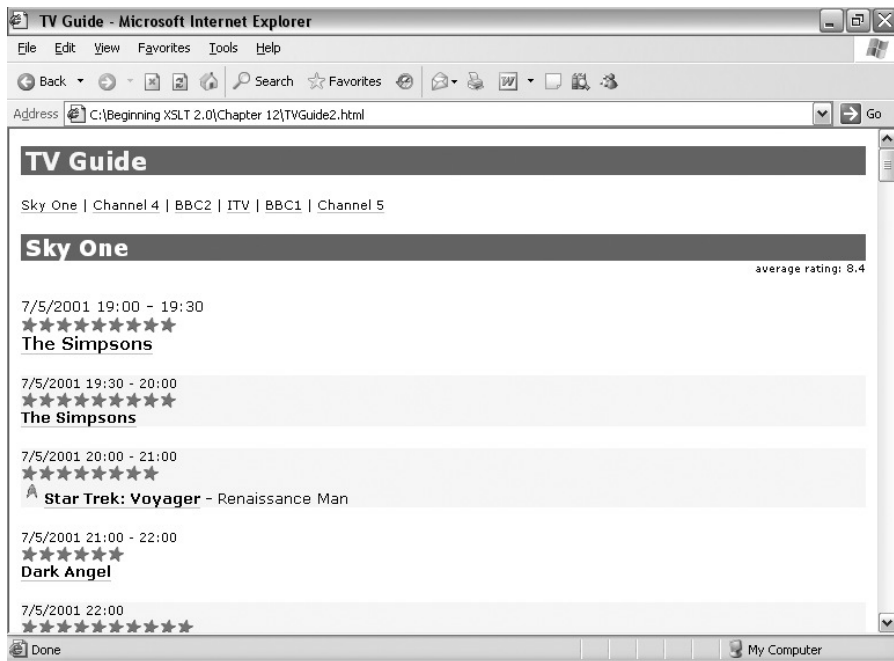 TV Guide - Microsoft Internet Explorer
File Edit View Favorites Tools Help
Back Search Favorites
Address C:\Beginning XSLT 2.0\Chapter 12\TVGuide2.html Go
TV Guide
Sky One | Channel 4 | BBC2 | ITV | BBC1 | Channel 5
Sky One
average rating: 8.4
7/5/2001 19:00 - 19:30
The Simpsons
7/5/2001 19:30 - 20:00
The Simpsons
7/5/2001 20:00 - 21:00
Star Trek: Voyager - Renaissance Man
7/5/2001 21:00 - 22:00
Dark Angel
7/5/2001 22:00
Done My Computer